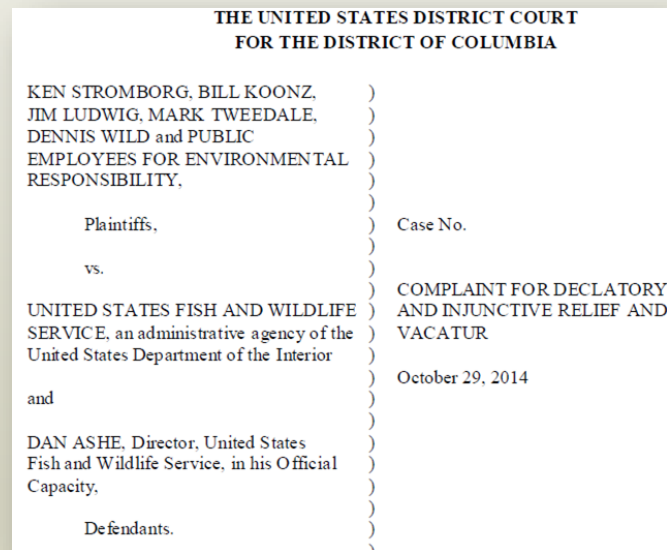 THE UNITED STATES DISTRICT COURT
FOR THE DISTRICT OF COLUMBIA
KEN STROMBORG, BILL KOONZ, )
JIM LUDWIG, MARK TWEEDALE, )
DENNIS WILD and PUBLIC )
EMPLOYEES FOR ENVIRONMENTAL )
RESPONSIBILITY, )
)
Plaintiffs, ) Case No.
)
vs. )
) COMPLAINT FOR DECLATORY
UNITED STATES FISH AND WILDLIFE ) AND INJUNCTIVE RELIEF AND
SERVICE, an administrative agency of the ) VACATUR
United States Department of the Interior )
) October 29, 2014
and )
)
DAN ASHE, Director, United States )
Fish and Wildlife Service, in his Official )
Capacity, )
)
Defendants. )
)